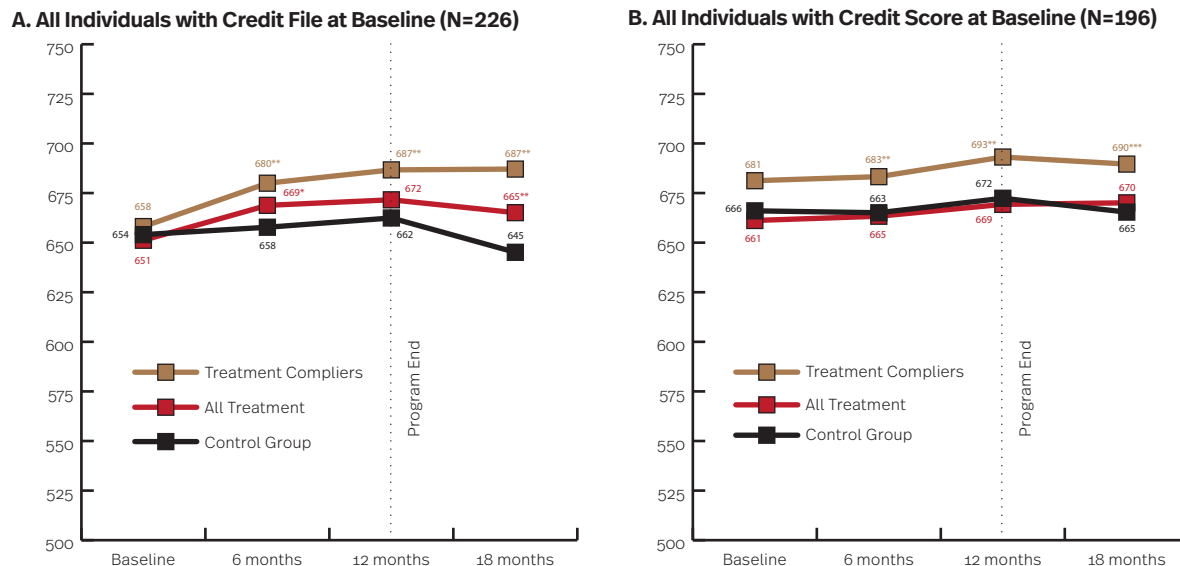 A. All Individuals with Credit File at Baseline (N=226)
750
725
700
675
650
625
600
575
550
525
500
658
654
651
680**
669*
658
687**
672
662
687**
665**
645
Treatment Compliers
All Treatment
Control Group
Program End
Baseline
6 months
12 months
18 months
B. All Individuals with Credit Score at Baseline (N=196)
750
725
700
675
650
625
600
575
550
525
500
681
666
661
683**
663
665
693**
672
669
690***
670
665
Treatment Compliers
All Treatment
Control Group
Program End
Baseline
6 months
12 months
18 months